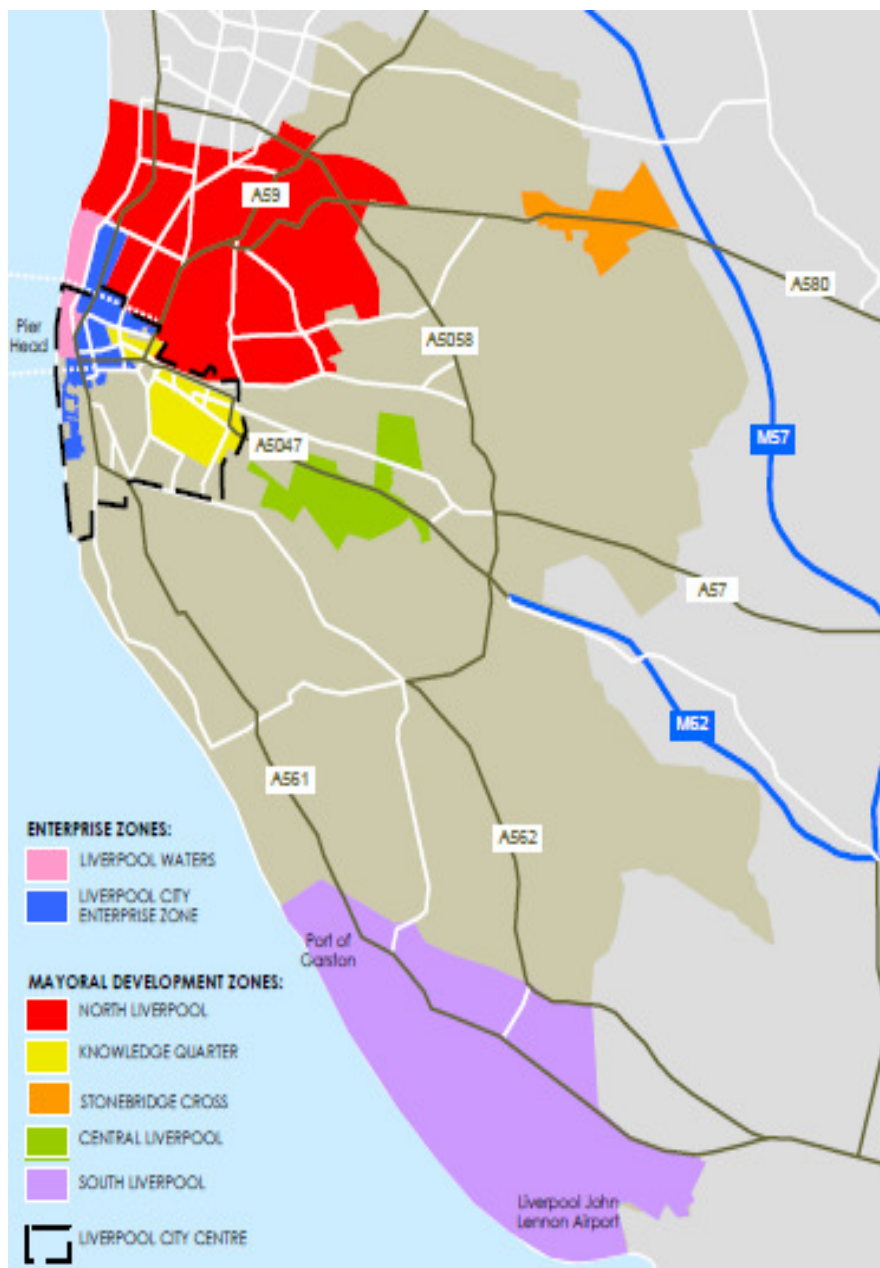 A59
A580
Pier
Head
A5058
A5047
M57
A57
M62
A561
A562
ENTERPRISE ZONES:
LIVERPOOL WATERS
LIVERPOOL CITY
ENTERPRISE ZONE
Port of
Garston
MAYORAL DEVELOPMENT ZONES:
NORTH LIVERPOOL
KNOWLEDGE QUARTER
STONEBRIDGE CROSS
CENTRAL LIVERPOOL
SOUTH LIVERPOOL
Liverpool John
Lennon Airport
LIVERPOOL CITY CENTRE